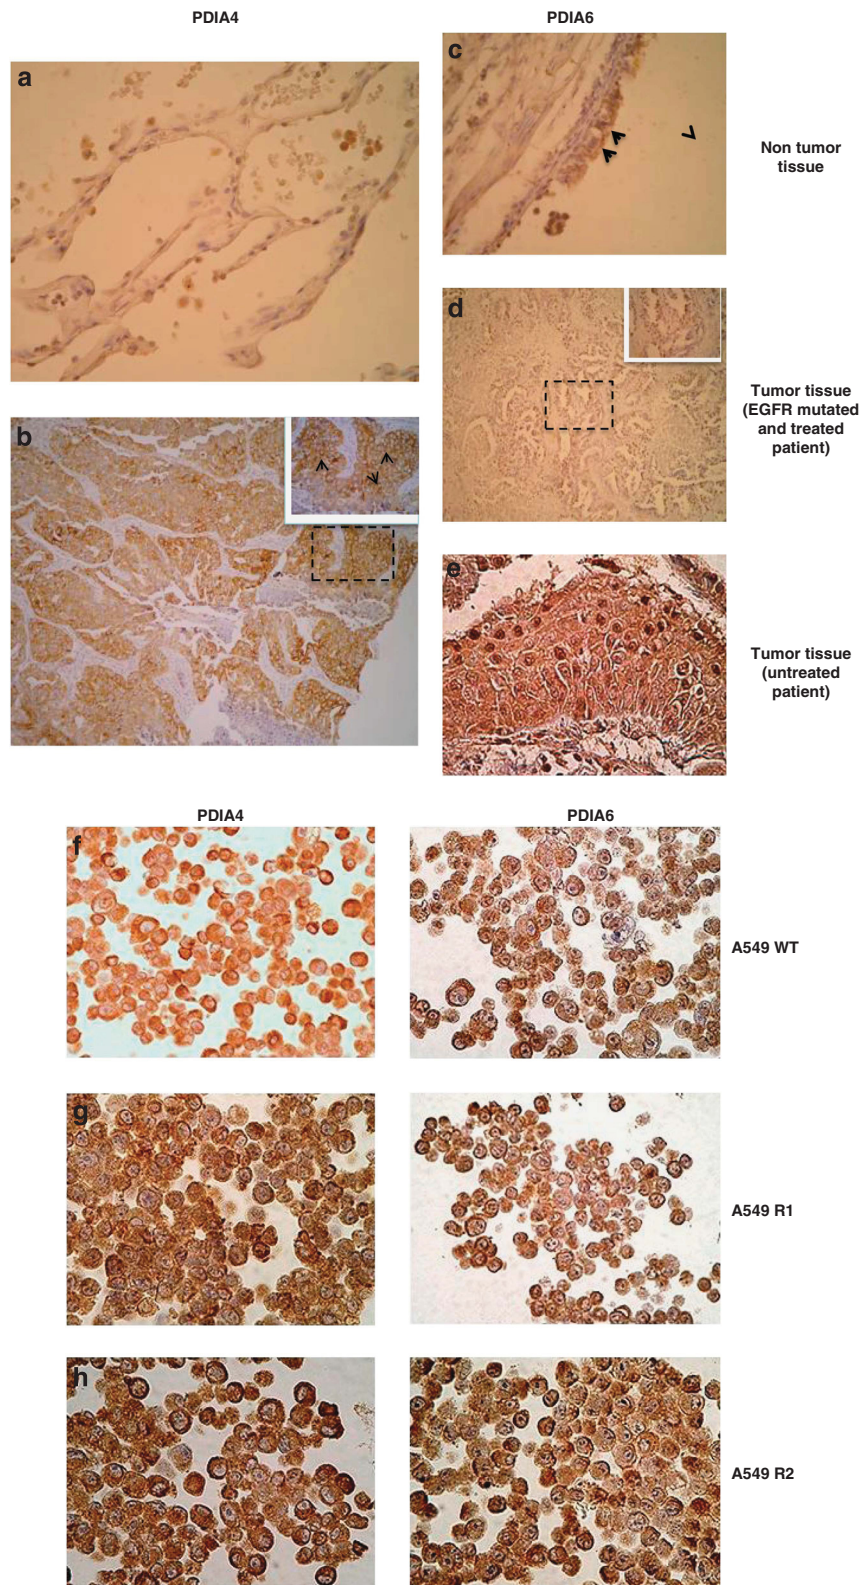 PDIA4
PDIA6
a
c
Non tumor
tissue
d
Tumor tissue
(EGFR mutated
and treated
patient)
b
e
Tumor tissue
(untreated
patient)
PDIA4
PDIA6
f
A549 WT
g
A549 R1
h
A549 R2